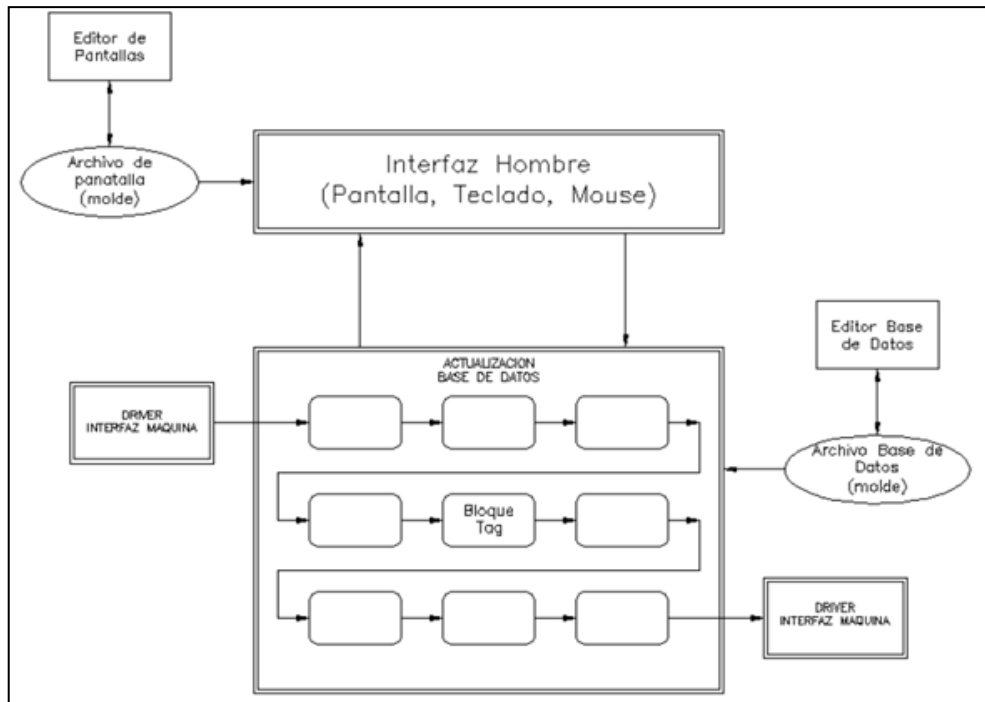 Editor de
Pantallas
Archivo de
panatalla
(molde)
Interfaz Hombre
(Pantalla, Teclado, Mouse)
Editor Base
de Datos
ACTUALIZACION
BASE DE DATOS
DRIVER
INTERFAZ MAQUINA
Archivo Base de
Datos
(molde)
Bloque
Tag
DRIVER
INTERFAZ MAQUINA